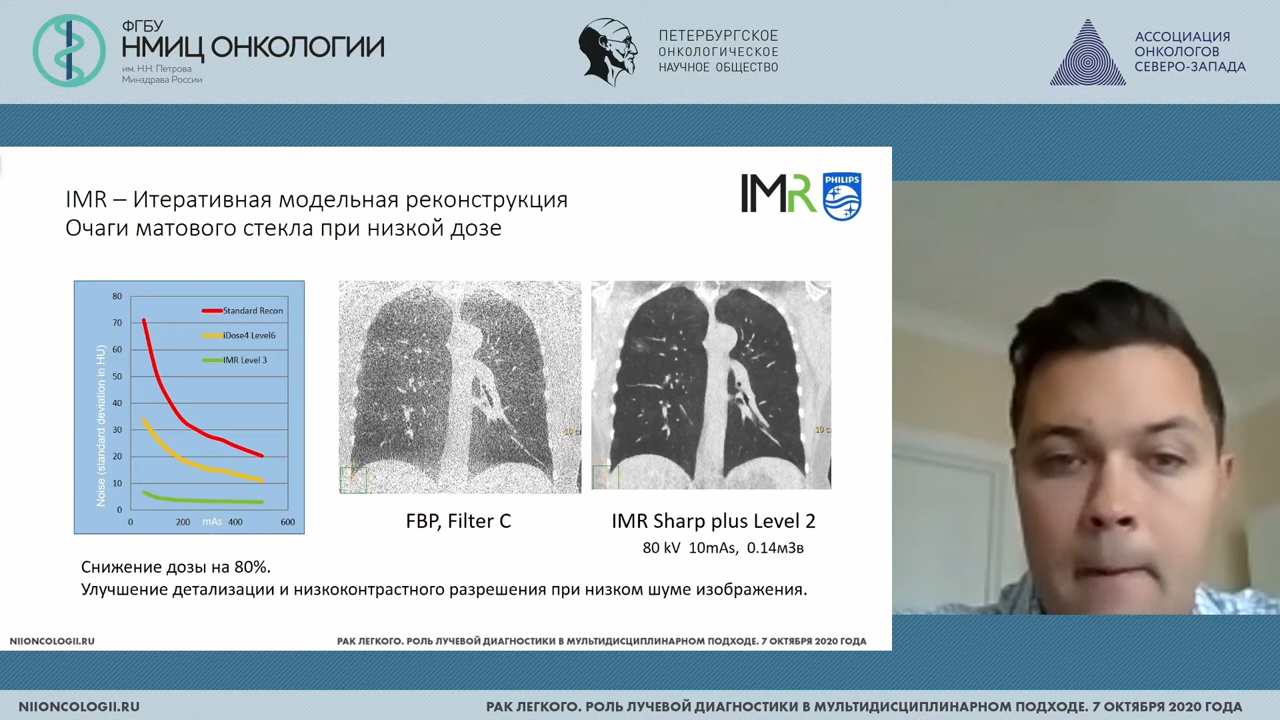 ФГБУ
НМИЦ ОНКОЛОГИИ
им. Н.Н. Петрова
Минздрава России
ПЕТЕРБУРГСКОЕ
ОНКОЛОГИЧЕСКОЕ
НАУЧНОЕ ОБЩЕСТВО
АССОЦИАЦИЯ
ОНКОЛОГОВ
СЕВЕРО-ЗАПАДА
IMR – Итеративная модельная реконструкция
Очаги матового стекла при низкой дозе
IMR
PHILIPS
Noise (standard deviation in HU)
80
70
60
50
40
30
20
10
0
Standard Recon
iDose4 Level6
IMR Level 3
0 200 mAs 400 600
FBP, Filter C
IMR Sharp plus Level 2
80 kV 10mAs, 0.14мЗв
Снижение дозы на 80%.
Улучшение детализации и низкоконтрастного разрешения при низком шуме изображения.
NIIONCOLOGII.RU
РАК ЛЕГКОГО. РОЛЬ ЛУЧЕВОЙ ДИАГНОСТИКИ В МУЛЬТИДИСЦИПЛИНАРНОМ ПОДХОДЕ. 7 ОКТЯБРЯ 2020 ГОДА
NIIONCOLOGII.RU
РАК ЛЕГКОГО. РОЛЬ ЛУЧЕВОЙ ДИАГНОСТИКИ В МУЛЬТИДИСЦИПЛИНАРНОМ ПОДХОДЕ. 7 ОКТЯБРЯ 2020 ГОДА